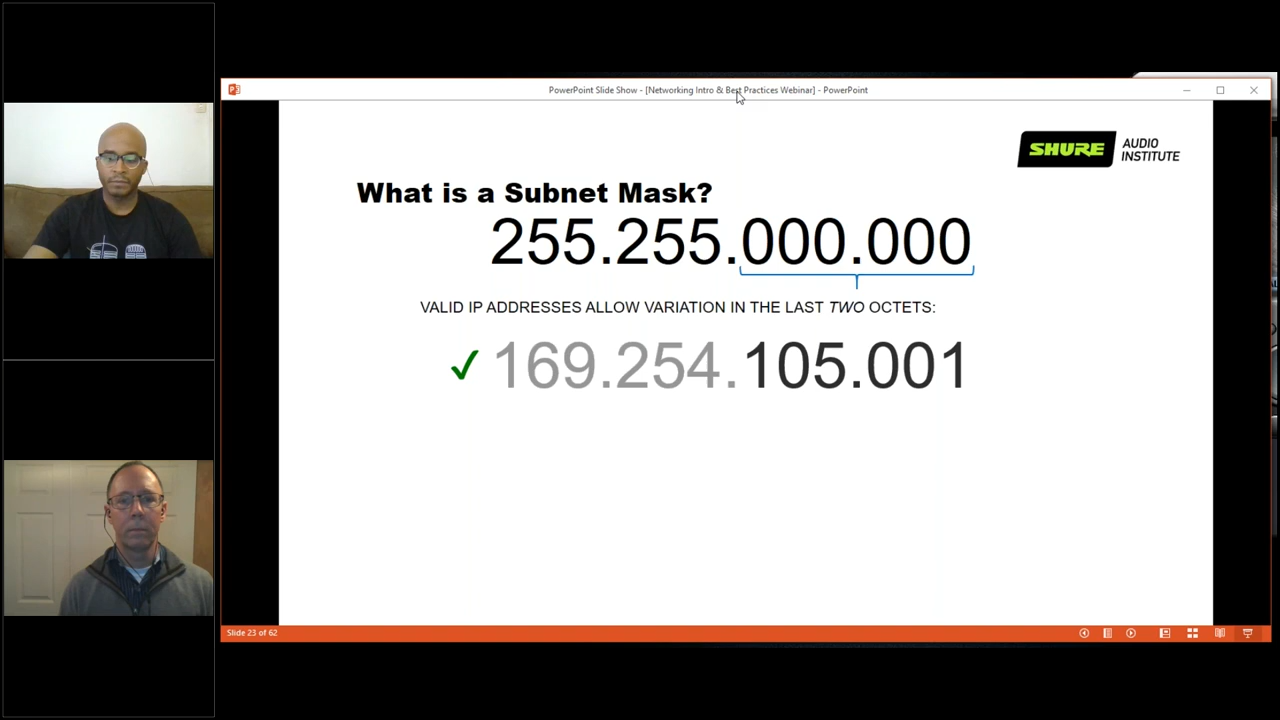 PowerPoint Slide Show - [Networking Intro & Best Practices Webinar] - PowerPoint
SHURE AUDIO INSTITUTE
What is a Subnet Mask?
255.255.000.000
VALID IP ADDRESSES ALLOW VARIATION IN THE LAST TWO OCTETS:
✓ 169.254.105.001
Slide 23 of 62